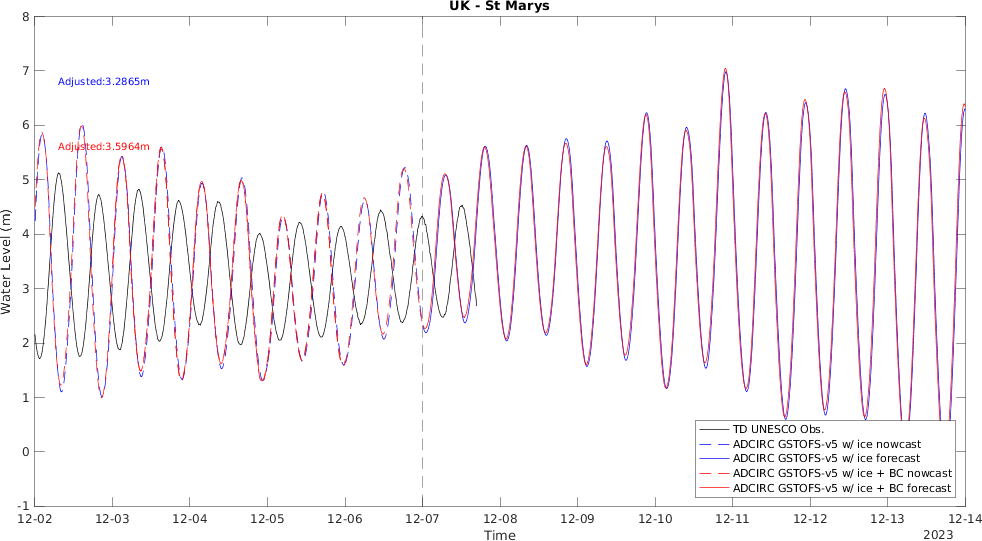 UK - St Marys
8
7
6
5
4
3
2
1
0
-1
Water Level (m)
Adjusted:3.2865m
Adjusted:3.5964m
TD UNESCO Obs.
ADCIRC GSTOFS-v5 w/ ice nowcast
ADCIRC GSTOFS-v5 w/ ice forecast
ADCIRC GSTOFS-v5 w/ ice + BC nowcast
ADCIRC GSTOFS-v5 w/ ice + BC forecast
12-02 12-03 12-04 12-05 12-06 12-07 12-08 12-09 12-10 12-11 12-12 12-13 12-14
Time
2023